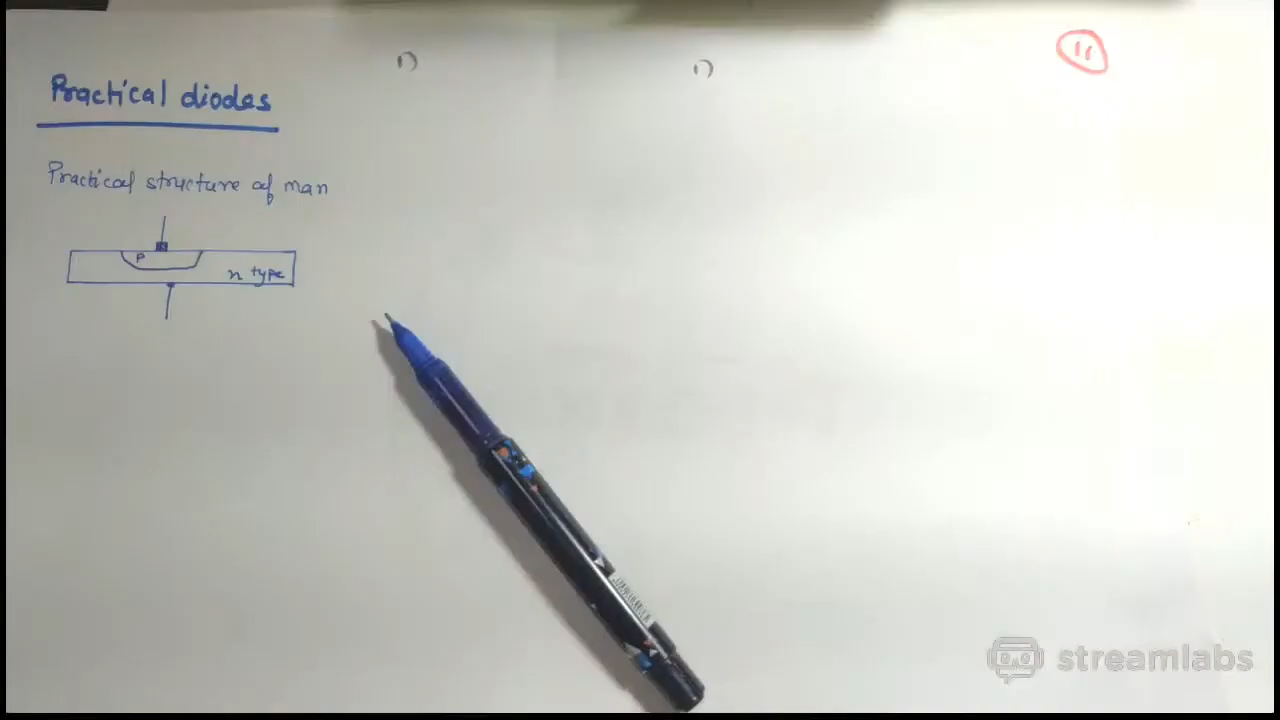 11
Practical diodes
Practical structure of man
P
n type
streamlabs